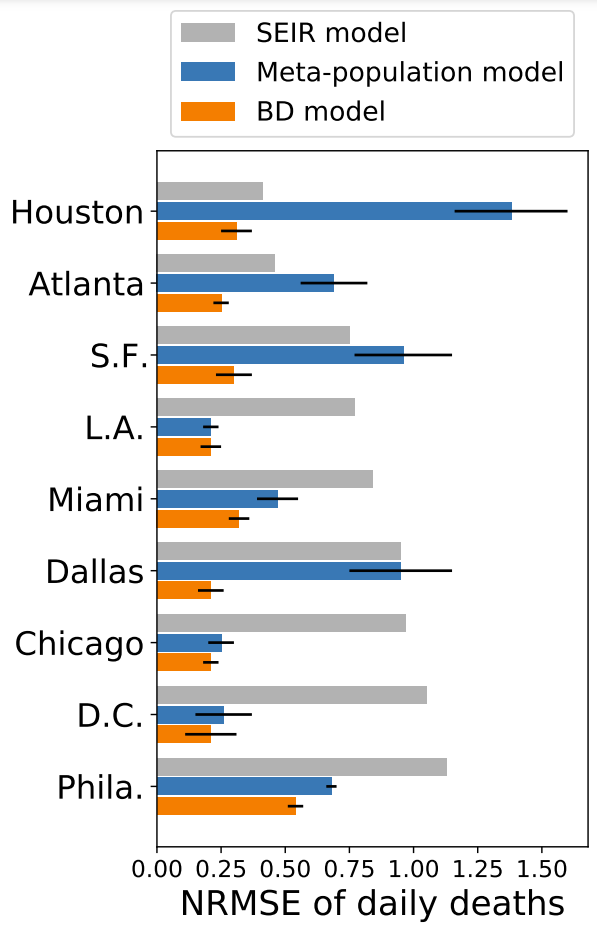 SEIR model
Meta-population model
BD model
Houston
Atlanta
S.F.
L.A.
Miami
Dallas
Chicago
D.C.
Phila.
0.00 0.25 0.50 0.75 1.00 1.25 1.50
NRMSE of daily deaths